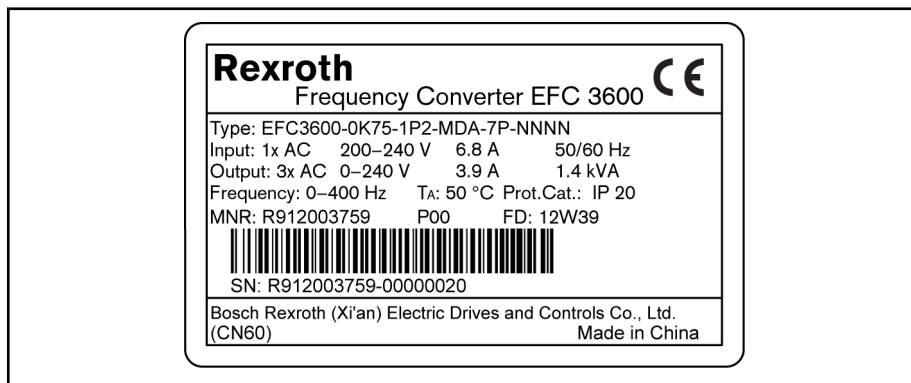 Rexroth
CE
Frequency Converter EFC 3600
Type: EFC3600-0K75-1P2-MDA-7P-NNNN
Input: 1x AC 200–240 V 6.8 A 50/60 Hz
Output: 3x AC 0–240 V 3.9 A 1.4 kVA
Frequency: 0–400 Hz TA: 50 °C Prot.Cat.: IP 20
MNR: R912003759 P00 FD: 12W39
SN: R912003759-00000020
Bosch Rexroth (Xi'an) Electric Drives and Controls Co., Ltd.
(CN60) Made in China